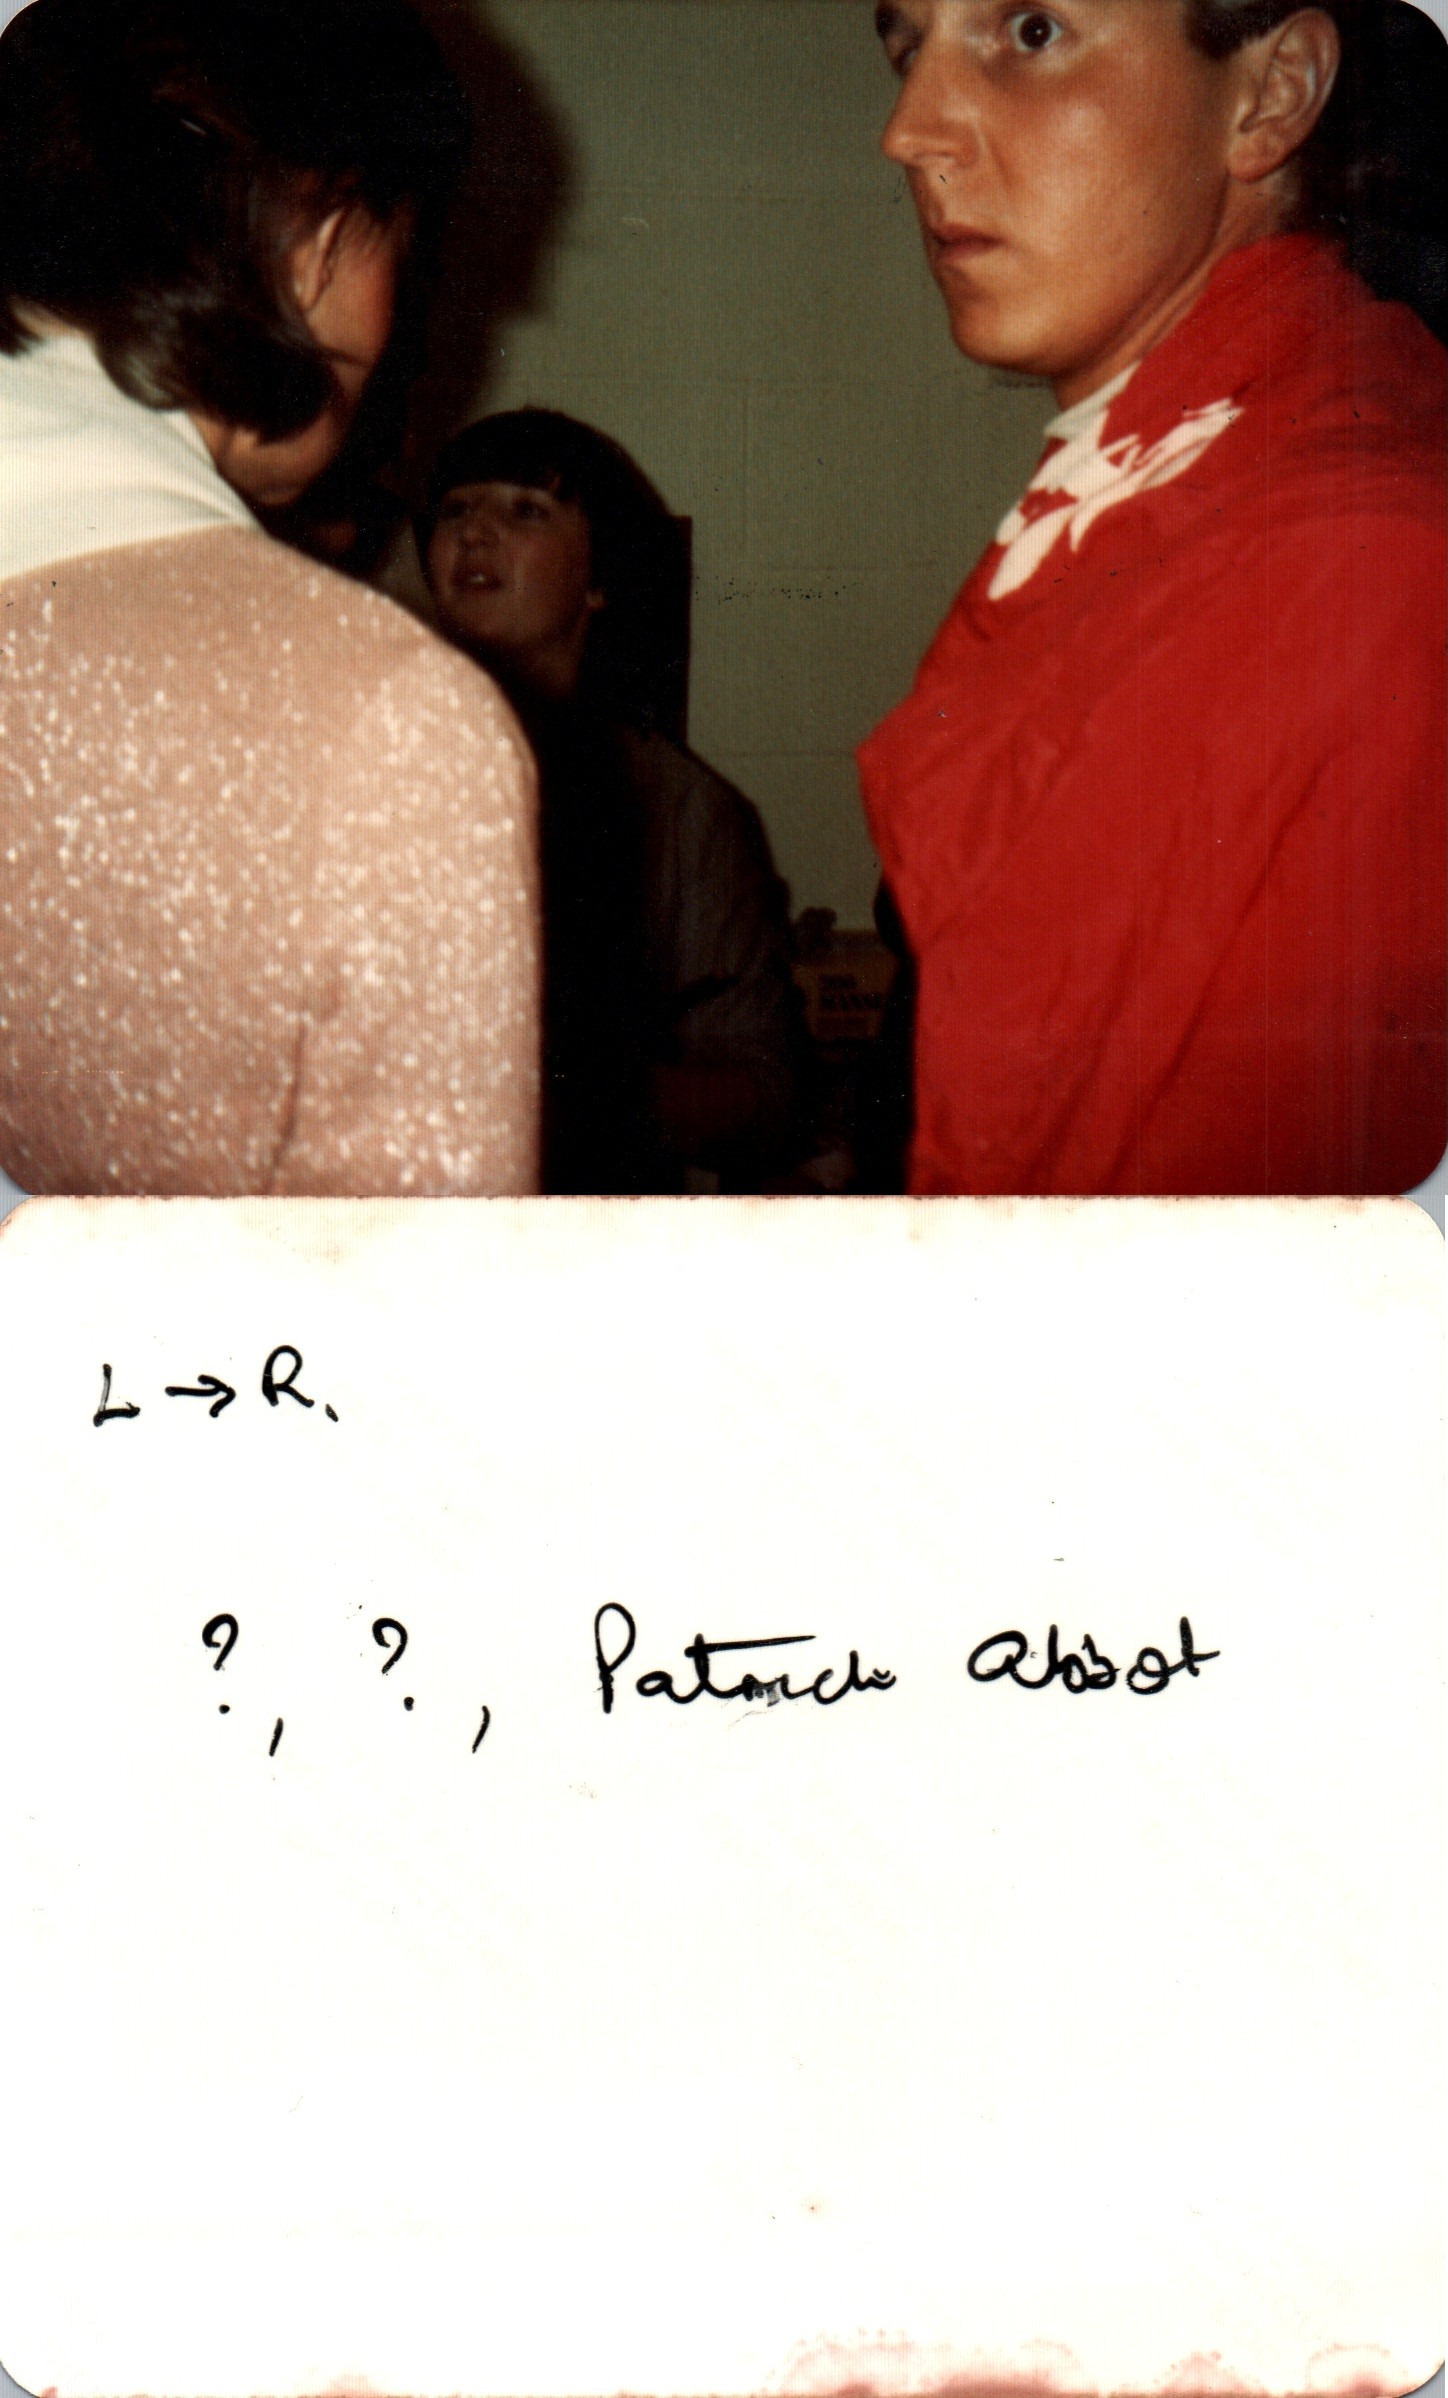 L → R.
?, ?, Patrick Abbot